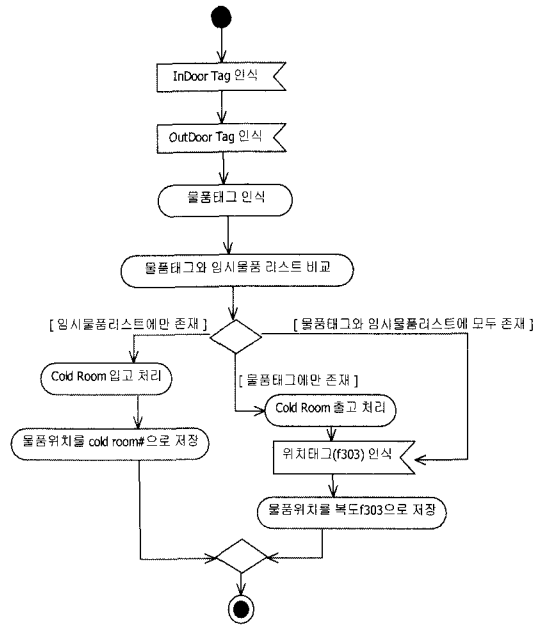 InDoor Tag 인식
OutDoor Tag 인식
물품태그 인식
물품태그와 임시물품 리스트 비교
[ 임시물품리스트에만 존재 ]
[ 물품태그와 임시물품리스트에 모두 존재 ]
Cold Room 입고 처리
[ 물품태그에만 존재 ]
Cold Room 출고 처리
물품위치를 cold room#으로 저장
위치태그(f303) 인식
물품위치를 복도f303으로 저장